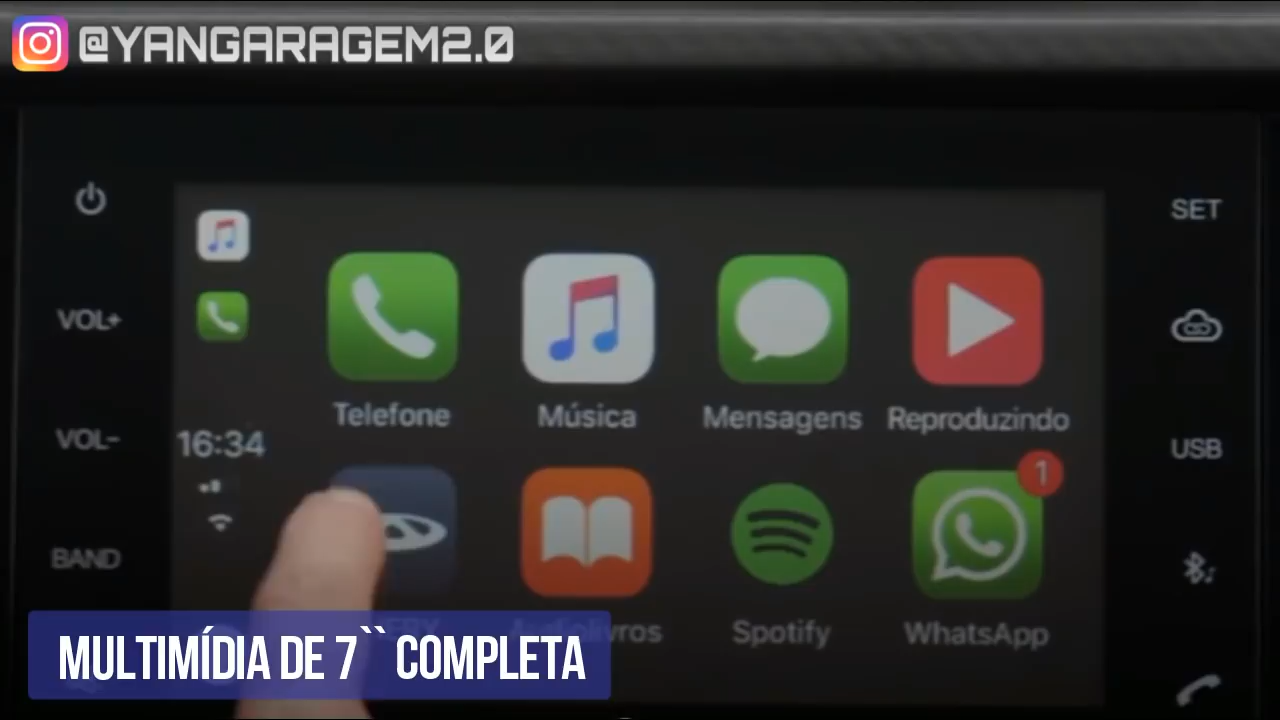 @YANGARAGEM2.0
SET
VOL+
Telefone
Música
Mensagens
Reproduzindo
16:34
VOL-
USB
1
BAND
Spotify
WhatsApp
MULTIMÍDIA DE 7`` COMPLETA